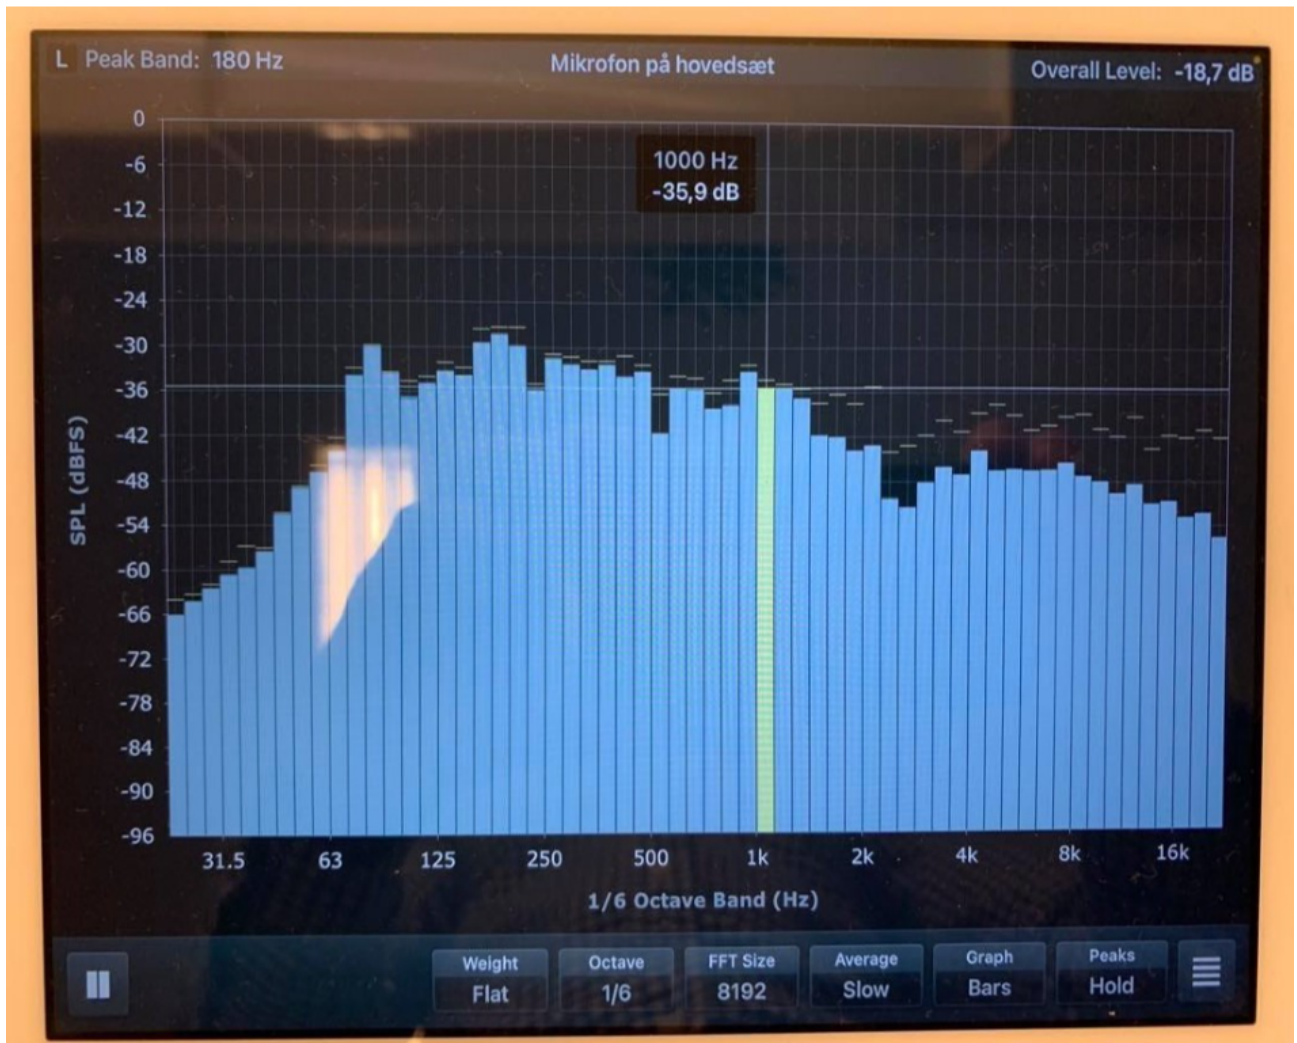 L Peak Band: 180 Hz
Mikrofon på hovedsæt
Overall Level: -18,7 dB
0
-6
-12
-18
-24
-30
-36
-42
-48
-54
-60
-66
-72
-78
-84
-90
-96
SPL (dBFS)
1000 Hz
-35,9 dB
31.5 63 125 250 500 1k 2k 4k 8k 16k
1/6 Octave Band (Hz)
Weight Octave FFT Size Average Graph Peaks
Flat 1/6 8192 Slow Bars Hold